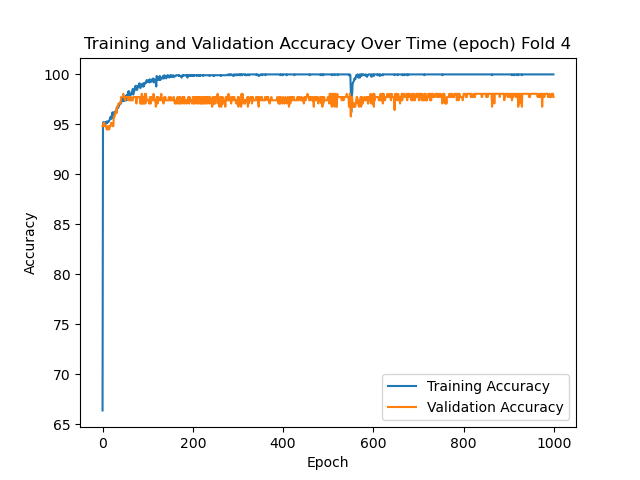 Training and Validation Accuracy Over Time (epoch) Fold 4
100
95
90
85
80
75
70
65
Accuracy
0
200
400
600
800
1000
Epoch
Training Accuracy
Validation Accuracy